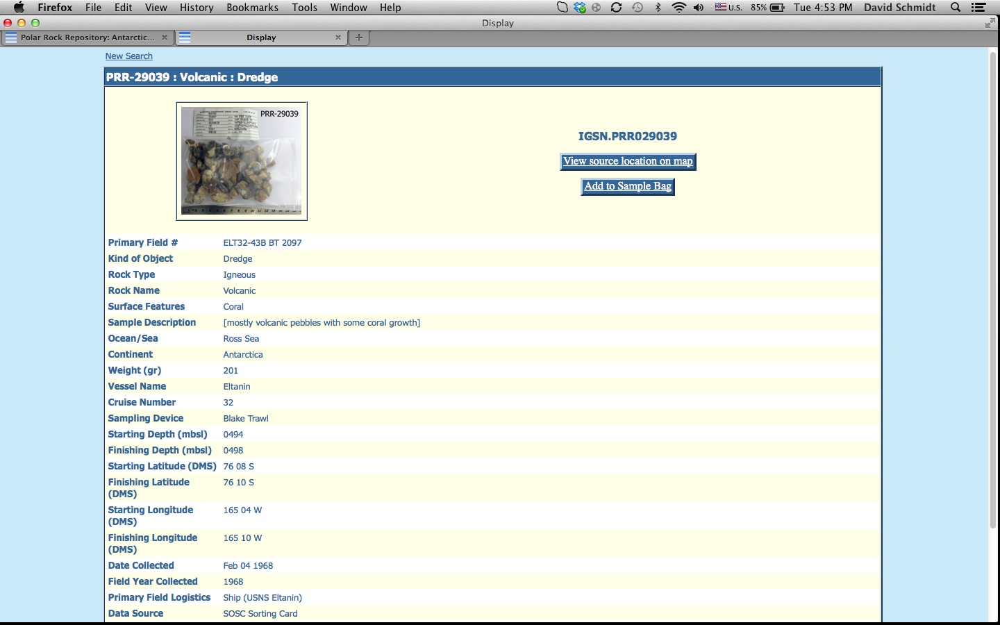 Firefox File Edit View History Bookmarks Tools Window Help U.S. 85% Tue 4:53 PM David Schmidt
Display
Polar Rock Repository: Antarctic... Display
New Search
PRR-29039 : Volcanic : Dredge
PRR-29039
IGSN.PRR029039
View source location on map
Add to Sample Bag
Primary Field # ELT32-43B BT 2097
Kind of Object Dredge
Rock Type Igneous
Rock Name Volcanic
Surface Features Coral
Sample Description [mostly volcanic pebbles with some coral growth]
Ocean/Sea Ross Sea
Continent Antarctica
Weight (gr) 201
Vessel Name Eltanin
Cruise Number 32
Sampling Device Blake Trawl
Starting Depth (mbsl) 0494
Finishing Depth (mbsl) 0498
Starting Latitude (DMS) 76 08 S
Finishing Latitude 76 10 S
(DMS)
Starting Longitude 165 04 W
(DMS)
Finishing Longitude 165 10 W
(DMS)
Date Collected Feb 04 1968
Field Year Collected 1968
Primary Field Logistics Ship (USNS Eltanin)
Data Source SOSC Sorting Card